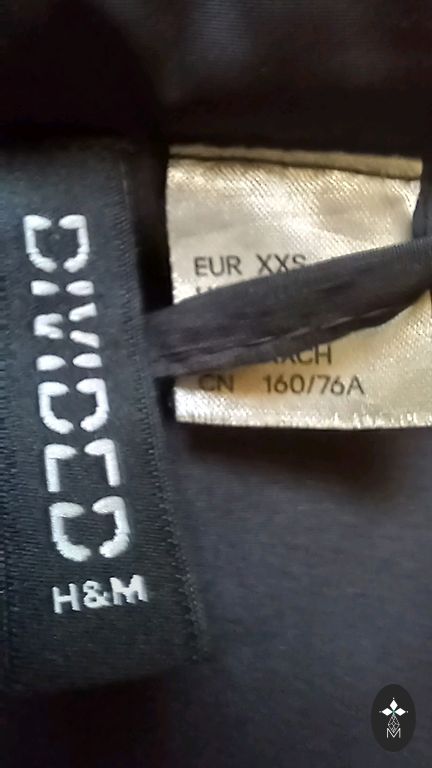 DIVIDED
H&M
EUR XXS
CN 160/76A
M